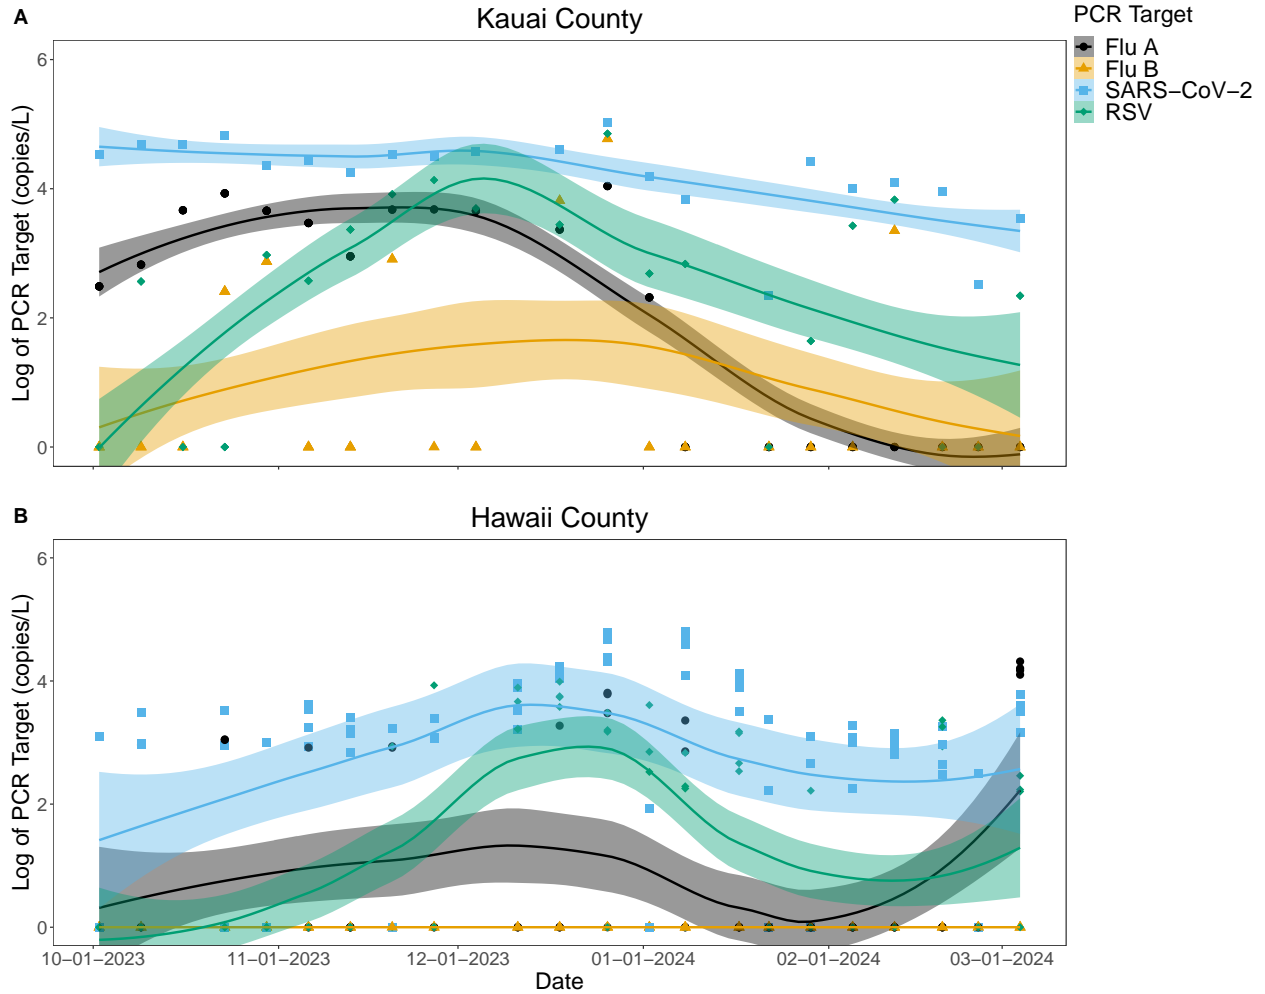 A
Kauai County
PCR Target
Flu A
Flu B
SARS−CoV−2
RSV
Log of PCR Target (copies/L)
6
4
2
0
B
Hawaii County
Log of PCR Target (copies/L)
6
4
2
0
10−01−2023
11−01−2023
12−01−2023
01−01−2024
02−01−2024
03−01−2024
Date